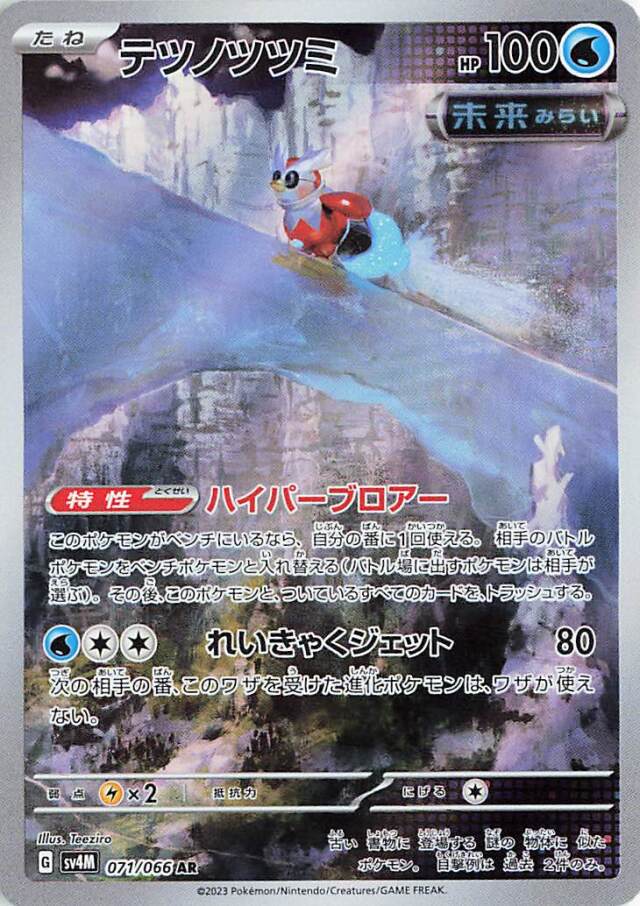 たね
テツノツツミ
HP 100
未来 みらい
特性 とくせい ハイパーブロアー
このポケモンがベンチにいるなら、自分の番に1回使える。相手のバトル
ポケモンをベンチポケモンと入れ替える(バトル場に出すポケモンは相手が
選ぶ)。その後、このポケモンと、ついているすべてのカードを、トラッシュする。
れいきゃくジェット 80
次の相手の番、このワザを受けた進化ポケモンは、ワザが使え
ない。
弱点 ×2 抵抗力 にげる
Illus. Teeziro
古い 書物に 登場する 謎の 物体に 似た
G sv4M 071/066 AR
ポケモン。 目撃例は 過去 2件のみ。
©2023 Pokémon/Nintendo/Creatures/GAME FREAK.